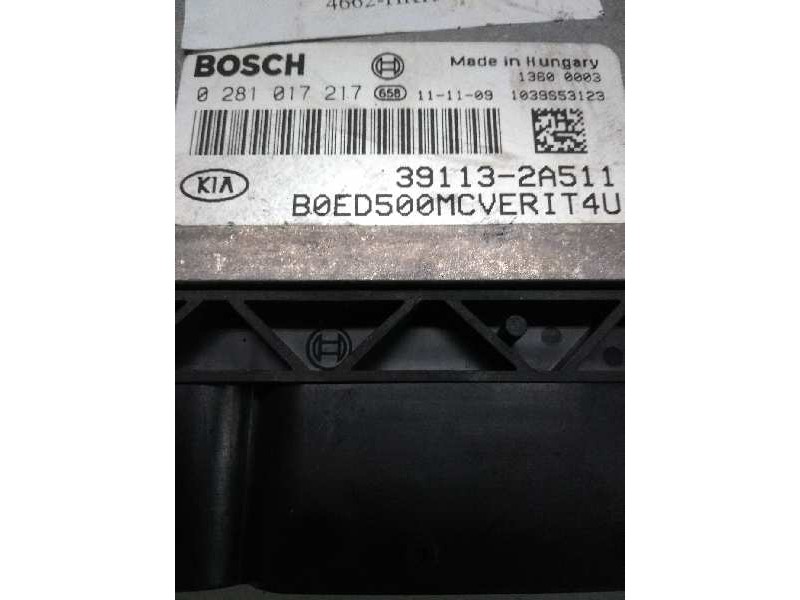 BOSCH
Made in Hungary
1360 0003
0 281 017 217 658 11-11-09 1039S53123
KIA
39113-2A511
B0ED500MCVERIT4U